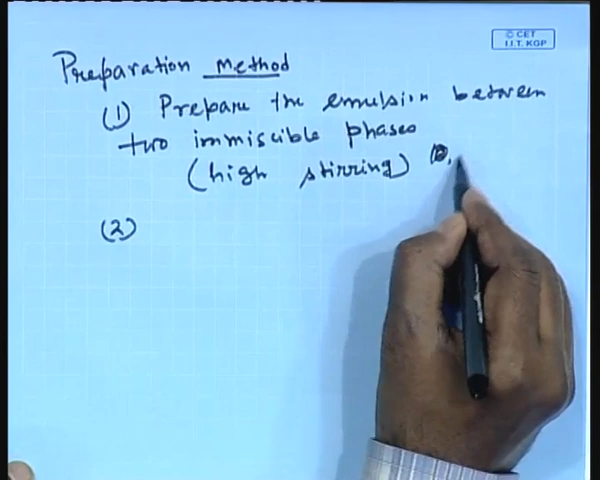 © CET
I.I.T. KGP
Preparation Method
(1) Prepare the emulsion between
two immiscible phases
(high stirring)
(2)